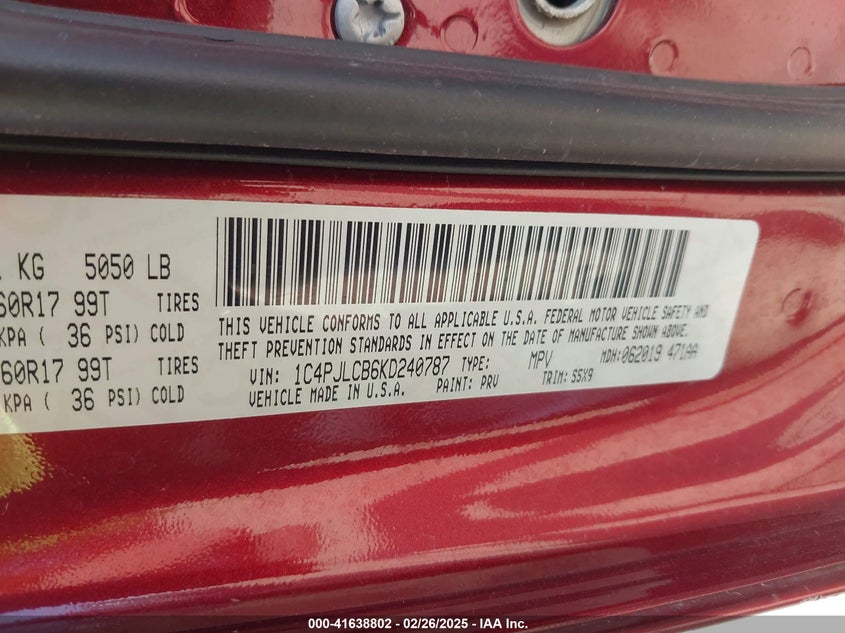 KG 5050 LB
60R17 99T TIRES
KPA ( 36 PSI) COLD
60R17 99T TIRES
KPA ( 36 PSI) COLD
THIS VEHICLE CONFORMS TO ALL APPLICABLE U.S.A. FEDERAL MOTOR VEHICLE SAFETY AND
THEFT PREVENTION STANDARDS IN EFFECT ON THE DATE OF MANUFACTURE SHOWN ABOVE.
VIN: 1C4PJLCB6KD240787 TYPE: MPV MDH:062019 471AA
VEHICLE MADE IN U.S.A. PAINT: PRV TRIM: S5X9
000-41638802 - 02/26/2025 - IAA Inc.